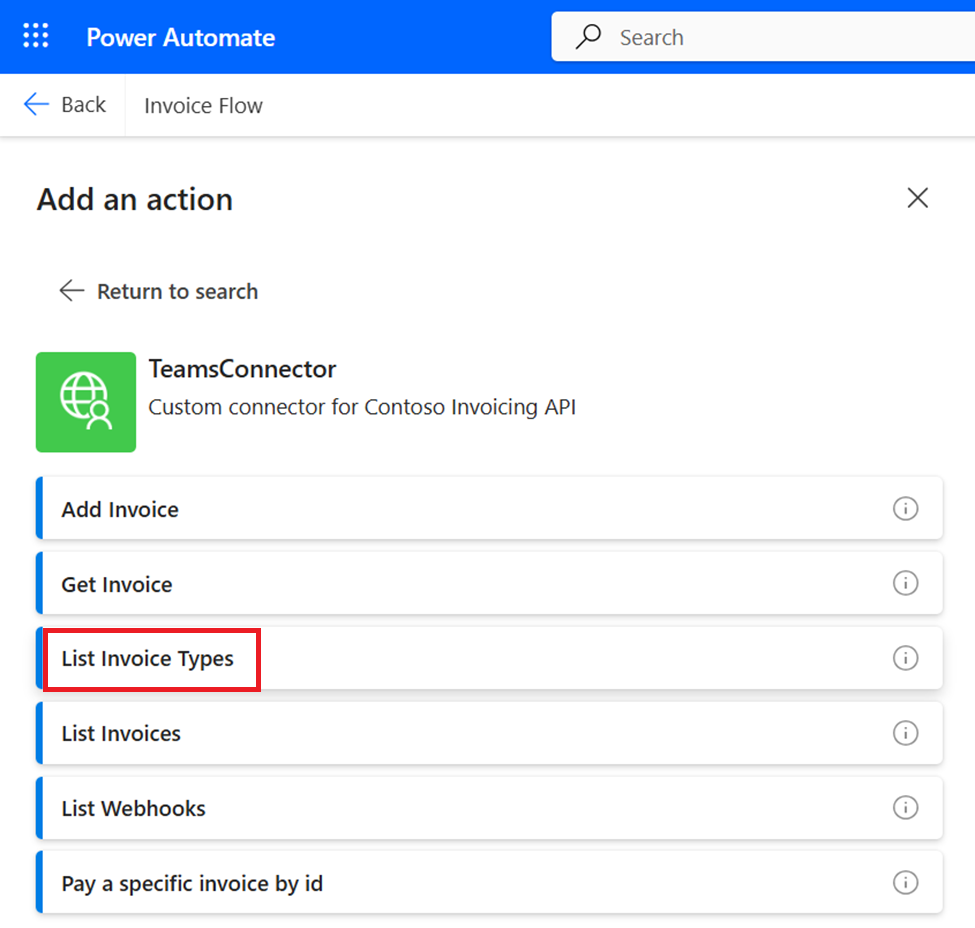 Power Automate
Search
Back
Invoice Flow
Add an action
Return to search
TeamsConnector
Custom connector for Contoso Invoicing API
Add Invoice
Get Invoice
List Invoice Types
List Invoices
List Webhooks
Pay a specific invoice by id